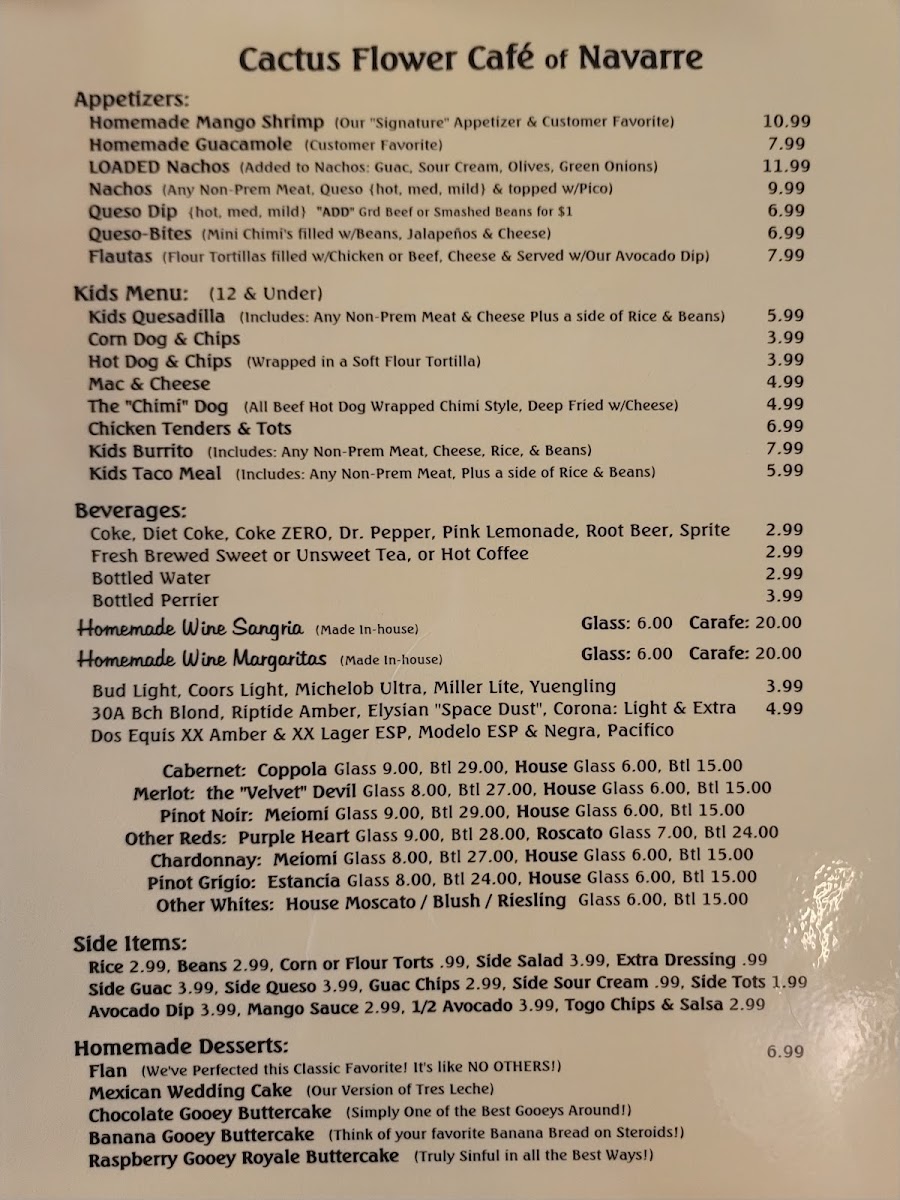 Cactus Flower Café of Navarre
Appetizers:
Homemade Mango Shrimp (Our "Signature" Appetizer & Customer Favorite) 10.99
Homemade Guacamole (Customer Favorite) 7.99
LOADED Nachos (Added to Nachos: Guac, Sour Cream, Olives, Green Onions) 11.99
Nachos (Any Non-Prem Meat, Queso {hot, med, mild} & topped w/Pico) 9.99
Queso Dip {hot, med, mild} "ADD" Grd Beef or Smashed Beans for $1 6.99
Queso-Bites (Mini Chimi's filled w/Beans, Jalapeños & Cheese) 6.99
Flautas (Flour Tortillas filled w/Chicken or Beef, Cheese & Served w/Our Avocado Dip) 7.99
Kids Menu: (12 & Under)
Kids Quesadilla (Includes: Any Non-Prem Meat & Cheese Plus a side of Rice & Beans) 5.99
Corn Dog & Chips 3.99
Hot Dog & Chips (Wrapped in a Soft Flour Tortilla) 3.99
Mac & Cheese 4.99
The "Chimi" Dog (All Beef Hot Dog Wrapped Chimi Style, Deep Fried w/Cheese) 4.99
Chicken Tenders & Tots 6.99
Kids Burrito (Includes: Any Non-Prem Meat, Cheese, Rice, & Beans) 7.99
Kids Taco Meal (Includes: Any Non-Prem Meat, Plus a side of Rice & Beans) 5.99
Beverages:
Coke, Diet Coke, Coke ZERO, Dr. Pepper, Pink Lemonade, Root Beer, Sprite 2.99
Fresh Brewed Sweet or Unsweet Tea, or Hot Coffee 2.99
Bottled Water 2.99
Bottled Perrier 3.99
Homemade Wine Sangria (Made In-house) Glass: 6.00 Carafe: 20.00
Homemade Wine Margaritas (Made In-house) Glass: 6.00 Carafe: 20.00
Bud Light, Coors Light, Michelob Ultra, Miller Lite, Yuengling 3.99
30A Bch Blond, Riptide Amber, Elysian "Space Dust", Corona: Light & Extra 4.99
Dos Equis XX Amber & XX Lager ESP, Modelo ESP & Negra, Pacifico
Cabernet: Coppola Glass 9.00, Btl 29.00, House Glass 6.00, Btl 15.00
Merlot: the "Velvet" Devil Glass 8.00, Btl 27.00, House Glass 6.00, Btl 15.00
Pinot Noir: Meiomi Glass 9.00, Btl 29.00, House Glass 6.00, Btl 15.00
Other Reds: Purple Heart Glass 9.00, Btl 28.00, Roscato Glass 7.00, Btl 24.00
Chardonnay: Meiomi Glass 8.00, Btl 27.00, House Glass 6.00, Btl 15.00
Pinot Grigio: Estancia Glass 8.00, Btl 24.00, House Glass 6.00, Btl 15.00
Other Whites: House Moscato / Blush / Riesling Glass 6.00, Btl 15.00
Side Items:
Rice 2.99, Beans 2.99, Corn or Flour Torts .99, Side Salad 3.99, Extra Dressing .99
Side Guac 3.99, Side Queso 3.99, Guac Chips 2.99, Side Sour Cream .99, Side Tots 1.99
Avocado Dip 3.99, Mango Sauce 2.99, 1/2 Avocado 3.99, Togo Chips & Salsa 2.99
Homemade Desserts: 6.99
Flan (We've Perfected this Classic Favorite! It's like NO OTHERS!)
Mexican Wedding Cake (Our Version of Tres Leche)
Chocolate Gooey Buttercake (Simply One of the Best Gooeys Around!)
Banana Gooey Buttercake (Think of your favorite Banana Bread on Steroids!)
Raspberry Gooey Royale Buttercake (Truly Sinful in all the Best Ways!)